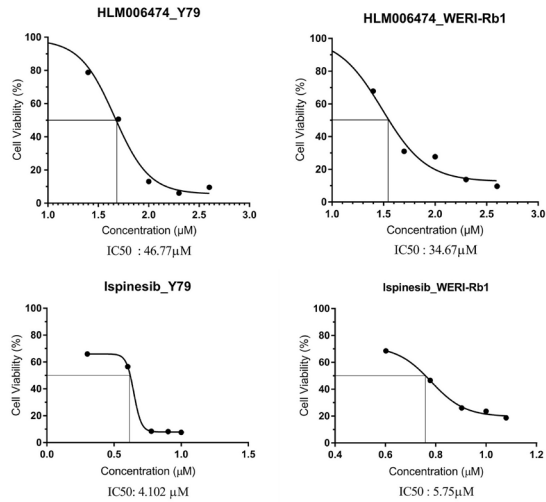 HLM006474_Y79
Cell Viability (%)
100
80
60
40
20
0
1.0 1.5 2.0 2.5 3.0
Concentration (μM)
IC50 : 46.77μM
HLM006474_WERI-Rb1
Cell Viability (%)
100
80
60
40
20
0
1.0 1.5 2.0 2.5 3.0
Concentration (μM)
IC50 : 34.67μM
Ispinesib_Y79
Cell Viability (%)
100
80
60
40
20
0
0.0 0.5 1.0 1.5
Concentration (μM)
IC50: 4.102 μM
Ispinesib_WERI-Rb1
Cell Viability (%)
100
80
60
40
20
0
0.4 0.6 0.8 1.0 1.2
Concentration (μM)
IC50 : 5.75μM